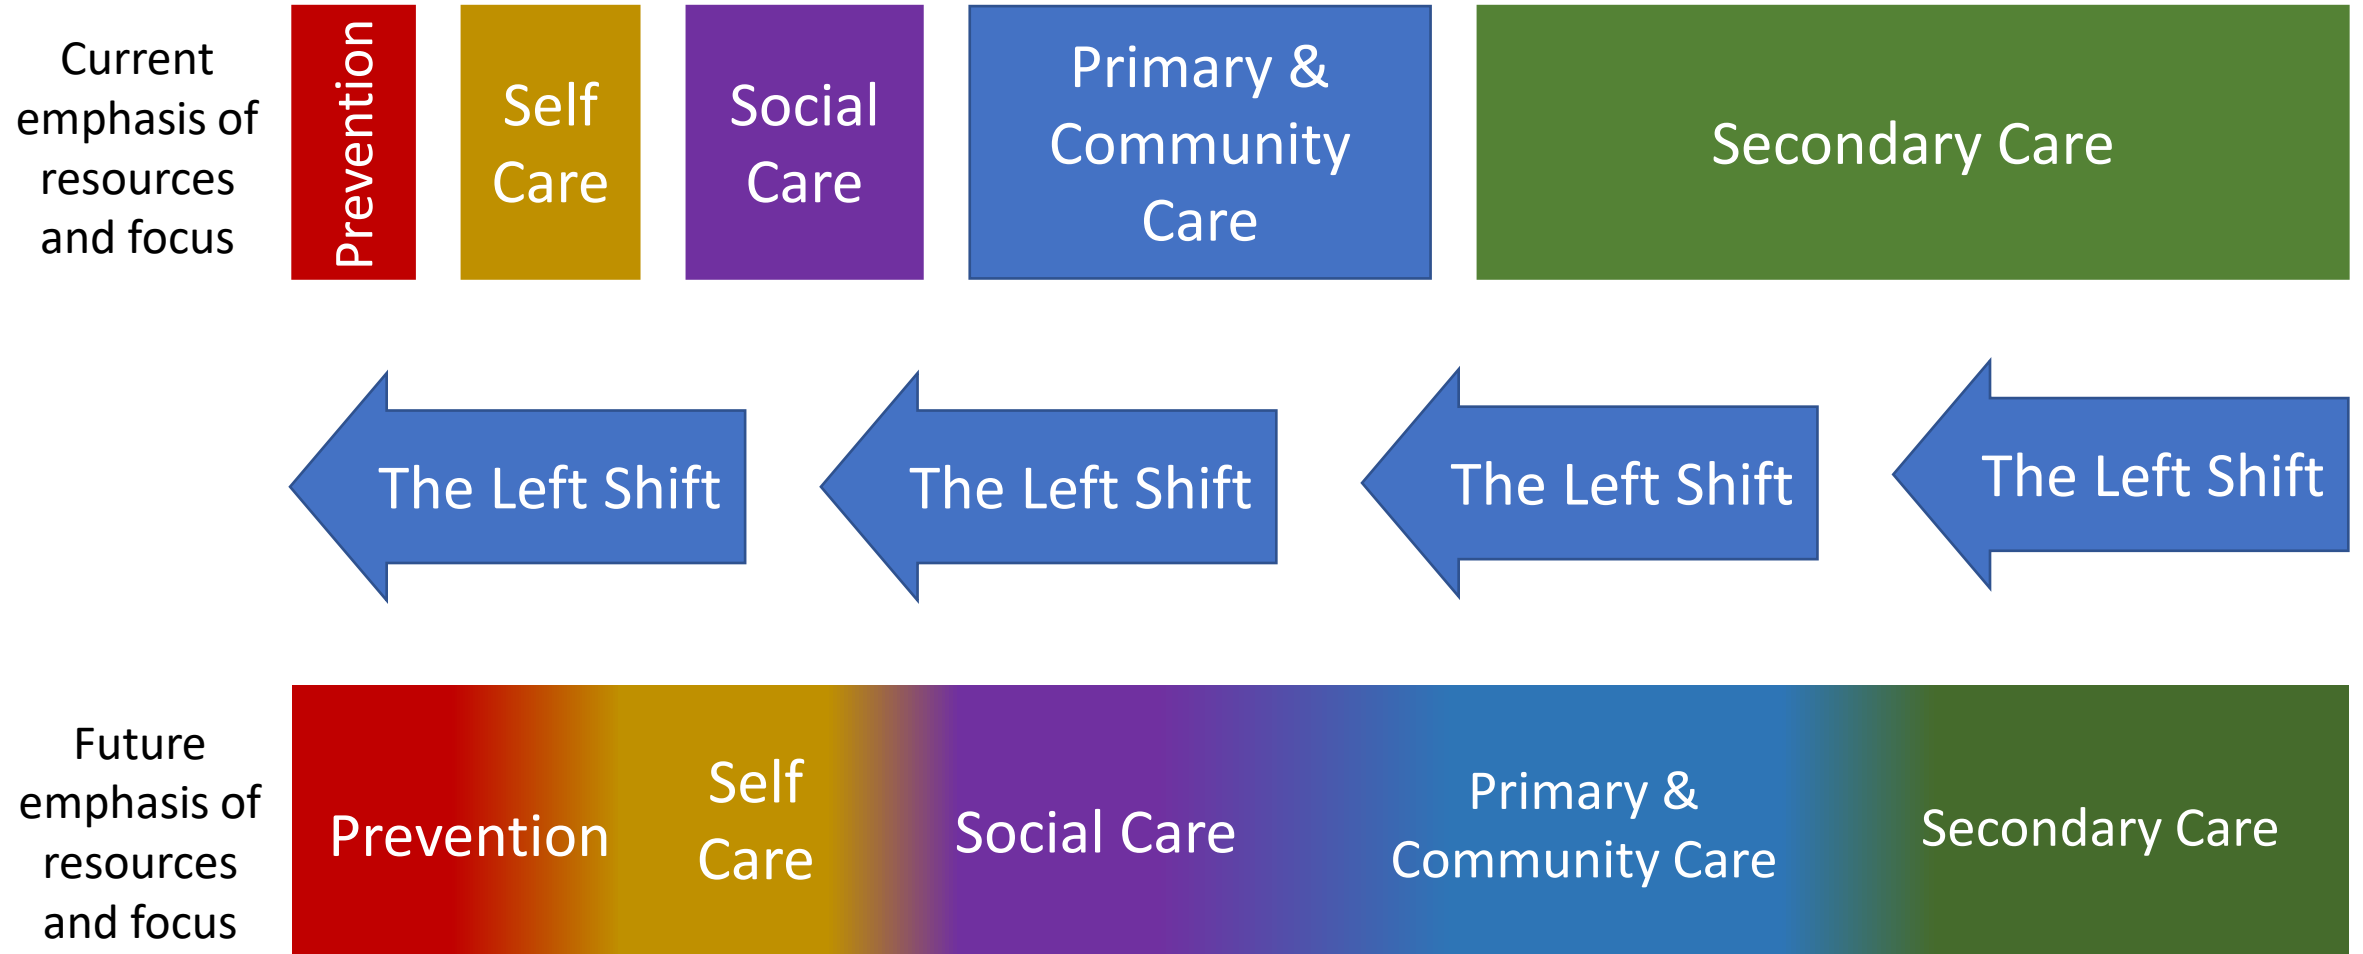 Current
emphasis of
resources
and focus
Prevention
Self
Care
Social
Care
Primary &
Community
Care
Secondary Care
The Left Shift
The Left Shift
The Left Shift
The Left Shift
Future
emphasis of
resources
and focus
Prevention
Self
Care
Social Care
Primary &
Community Care
Secondary Care